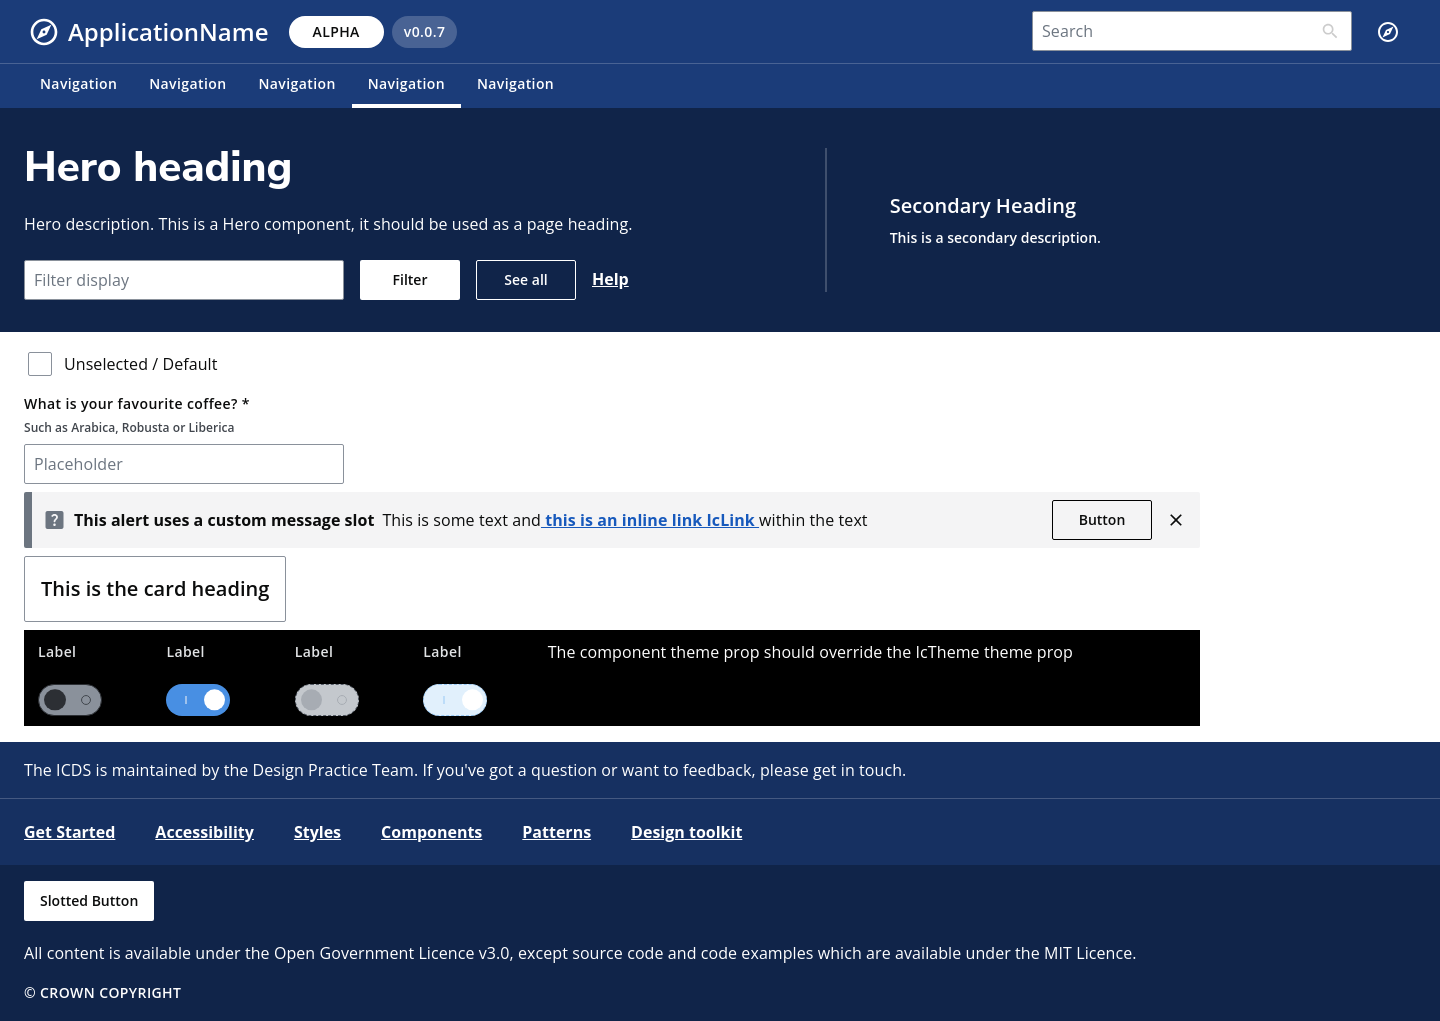 ApplicationName ALPHA v0.0.7 Search
Navigation Navigation Navigation Navigation Navigation
Hero heading
Hero description. This is a Hero component, it should be used as a page heading.
Filter display Filter See all Help
Secondary Heading
This is a secondary description.
Unselected / Default
What is your favourite coffee? *
Such as Arabica, Robusta or Liberica
Placeholder
This alert uses a custom message slot This is some text and this is an inline link IcLink within the text Button
This is the card heading
Label Label Label Label The component theme prop should override the IcTheme theme prop
The ICDS is maintained by the Design Practice Team. If you've got a question or want to feedback, please get in touch.
Get Started Accessibility Styles Components Patterns Design toolkit
Slotted Button
All content is available under the Open Government Licence v3.0, except source code and code examples which are available under the MIT Licence.
© CROWN COPYRIGHT